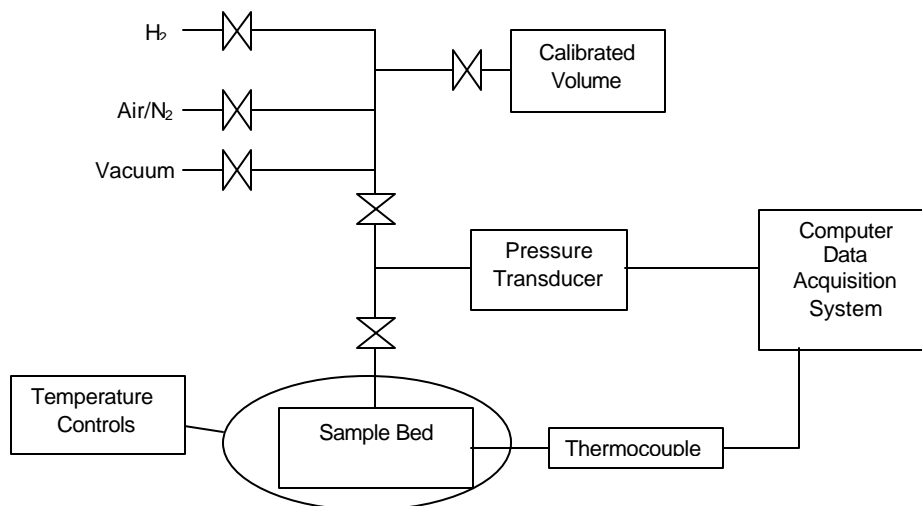 H₂
Calibrated
Volume
Air/N₂
Vacuum
Pressure
Transducer
Computer
Data
Acquisition
System
Temperature
Controls
Sample Bed
Thermocouple